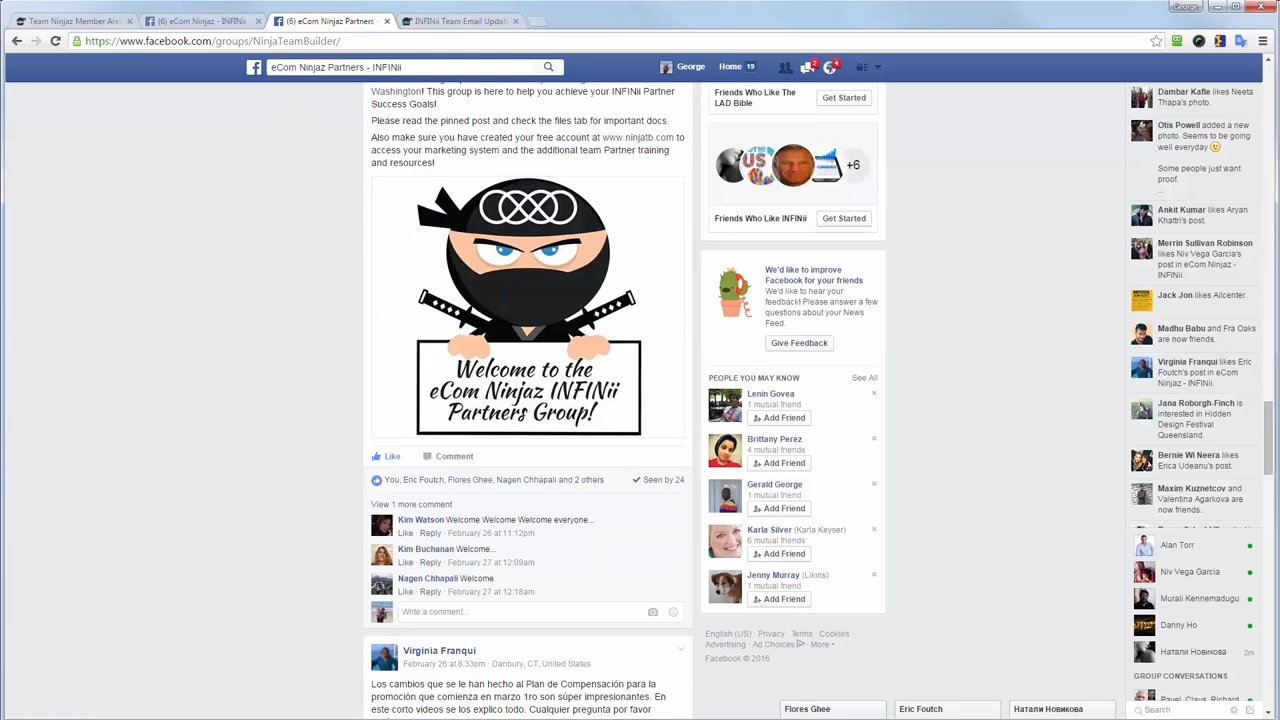 George
Team Ninjaz Member Are
(6) eCom Ninjaz - INFINii
(6) eCom Ninjaz Partners -
INFINii Team Email Updat
https://www.facebook.com/groups/NinjaTeamBuilder/
eCom Ninjaz Partners - INFINii
George
Home 19
2
4
Washington! This group is here to help you achieve your INFINii Partner
Success Goals!
Please read the pinned post and check the files tab for important docs.
Also make sure you have created your free account at www.ninjatb.com to
access your marketing system and the additional team Partner training
and resources!
Welcome to the
eCom Ninjaz INFINii
Partners Group!
Like Comment
You, Eric Foutch, Flores Ghee, Nagen Chhapali and 2 others
Seen by 24
View 1 more comment
Kim Watson Welcome Welcome Welcome everyone...
Like · Reply · February 26 at 11:12pm
Kim Buchanan Welcome...
Like · Reply · February 27 at 12:09am
Nagen Chhapali Welcome
Like · Reply · February 27 at 12:18am
Write a comment...
Virginia Franqui
February 26 at 8:33pm · Danbury, CT, United States
Los cambios que se le han hecho al Plan de Compensación para la
promoción que comienza en marzo 1ro son súper impresionantes. En
este corto videos se los explico todo. Cualquier pregunta por favor
Friends Who Like The
LAD Bible
Get Started
+6
Friends Who Like INFINii
Get Started
We'd like to improve
Facebook for your friends
We'd like to hear your
feedback! Please answer a few
questions about your News
Feed.
Give Feedback
PEOPLE YOU MAY KNOW
See All
Lenin Govea
1 mutual friend
Add Friend
Brittany Perez
4 mutual friends
Add Friend
Gerald George
1 mutual friend
Add Friend
Karla Silver (Karla Keyser)
6 mutual friends
Add Friend
Jenny Murray (Likins)
1 mutual friend
Add Friend
English (US) · Privacy · Terms · Cookies ·
Advertising · Ad Choices · More
Facebook © 2016
Dambar Kafle likes Neeta
Thapa's photo.
Otis Powell added a new
photo. Seems to be going
well everyday
Some people just want
proof.
...
Ankit Kumar likes Aryan
Khattri's post.
Merrin Sullivan Robinson
likes Niv Vega Garcia's
post in eCom Ninjaz -
INFINii.
Jack Jon likes Allcenter.
Madhu Babu and Fra Oaks
are now friends.
Virginia Franqui likes Eric
Foutch's post in eCom
Ninjaz - INFINii.
Jana Roborgh-Finch is
interested in Hidden
Design Festival
Queensland.
Bernie Wi Neera likes
Erica Udeanu's post.
Maxim Kuznetcov and
Valentina Agarkova are
now friends.
Alan Torr
Niv Vega Garcia
Murali Kennemadugu
Danny Ho
Натали Новикова 2m
GROUP CONVERSATIONS
Pavel, Claus, Richard
Search
Flores Ghee
Eric Foutch
Натали Новикова